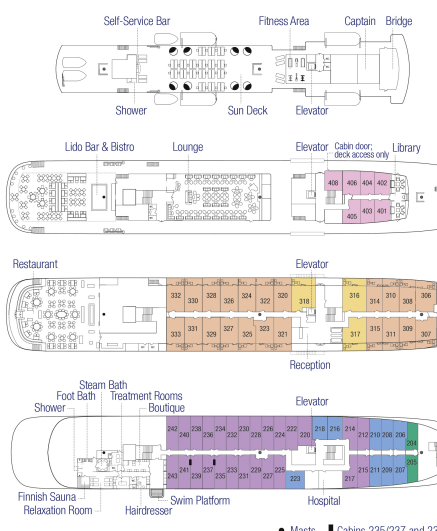 Self-Service Bar Fitness Area Captain Bridge
Shower Sun Deck Elevator
Lido Bar & Bistro Lounge Elevator Cabin door; deck access only Library
408 406 404 402
405 403 401
Restaurant Elevator
332 330 328 326 324 322 320 318 316 314 310 308 306
333 331 329 327 325 323 321 317 315 311 309 307
Reception
Steam Bath
Foot Bath Treatment Rooms
Shower Boutique Elevator
242 240 238 236 234 232 230 228 226 224 222 220 218 216 214 212 210 208 206 204
243 241 239 237 235 233 231 229 227 225 223 217 215 211 209 207 205
Finnish Sauna Swim Platform
Relaxation Room Hairdresser Hospital
Masts Cabins 235/237 and